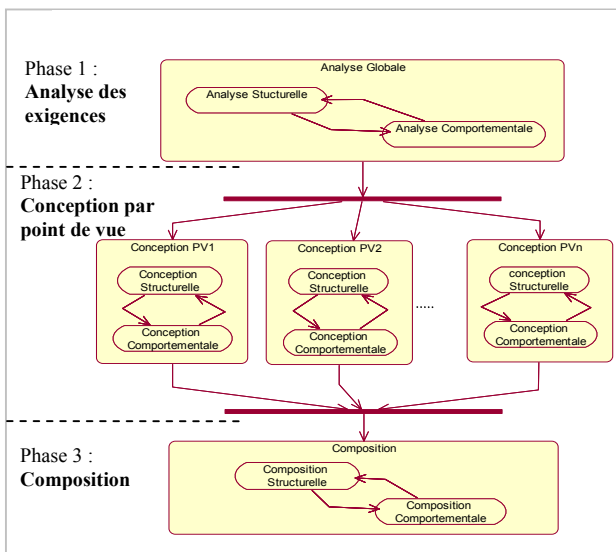 Phase 1 :
Analyse des
exigences
Analyse Globale
Analyse Stucturelle
Analyse Comportementale
Phase 2 :
Conception par
point de vue
Conception PV1
Conception
Structurelle
Conception
Comportementale
Conception PV2
Conception
Structurelle
Conception
Comportementale
.....
Conception PVn
conception
Structurelle
Conception
Comportementale
Phase 3 :
Composition
Composition
Composition
Structurelle
Composition
Comportementale